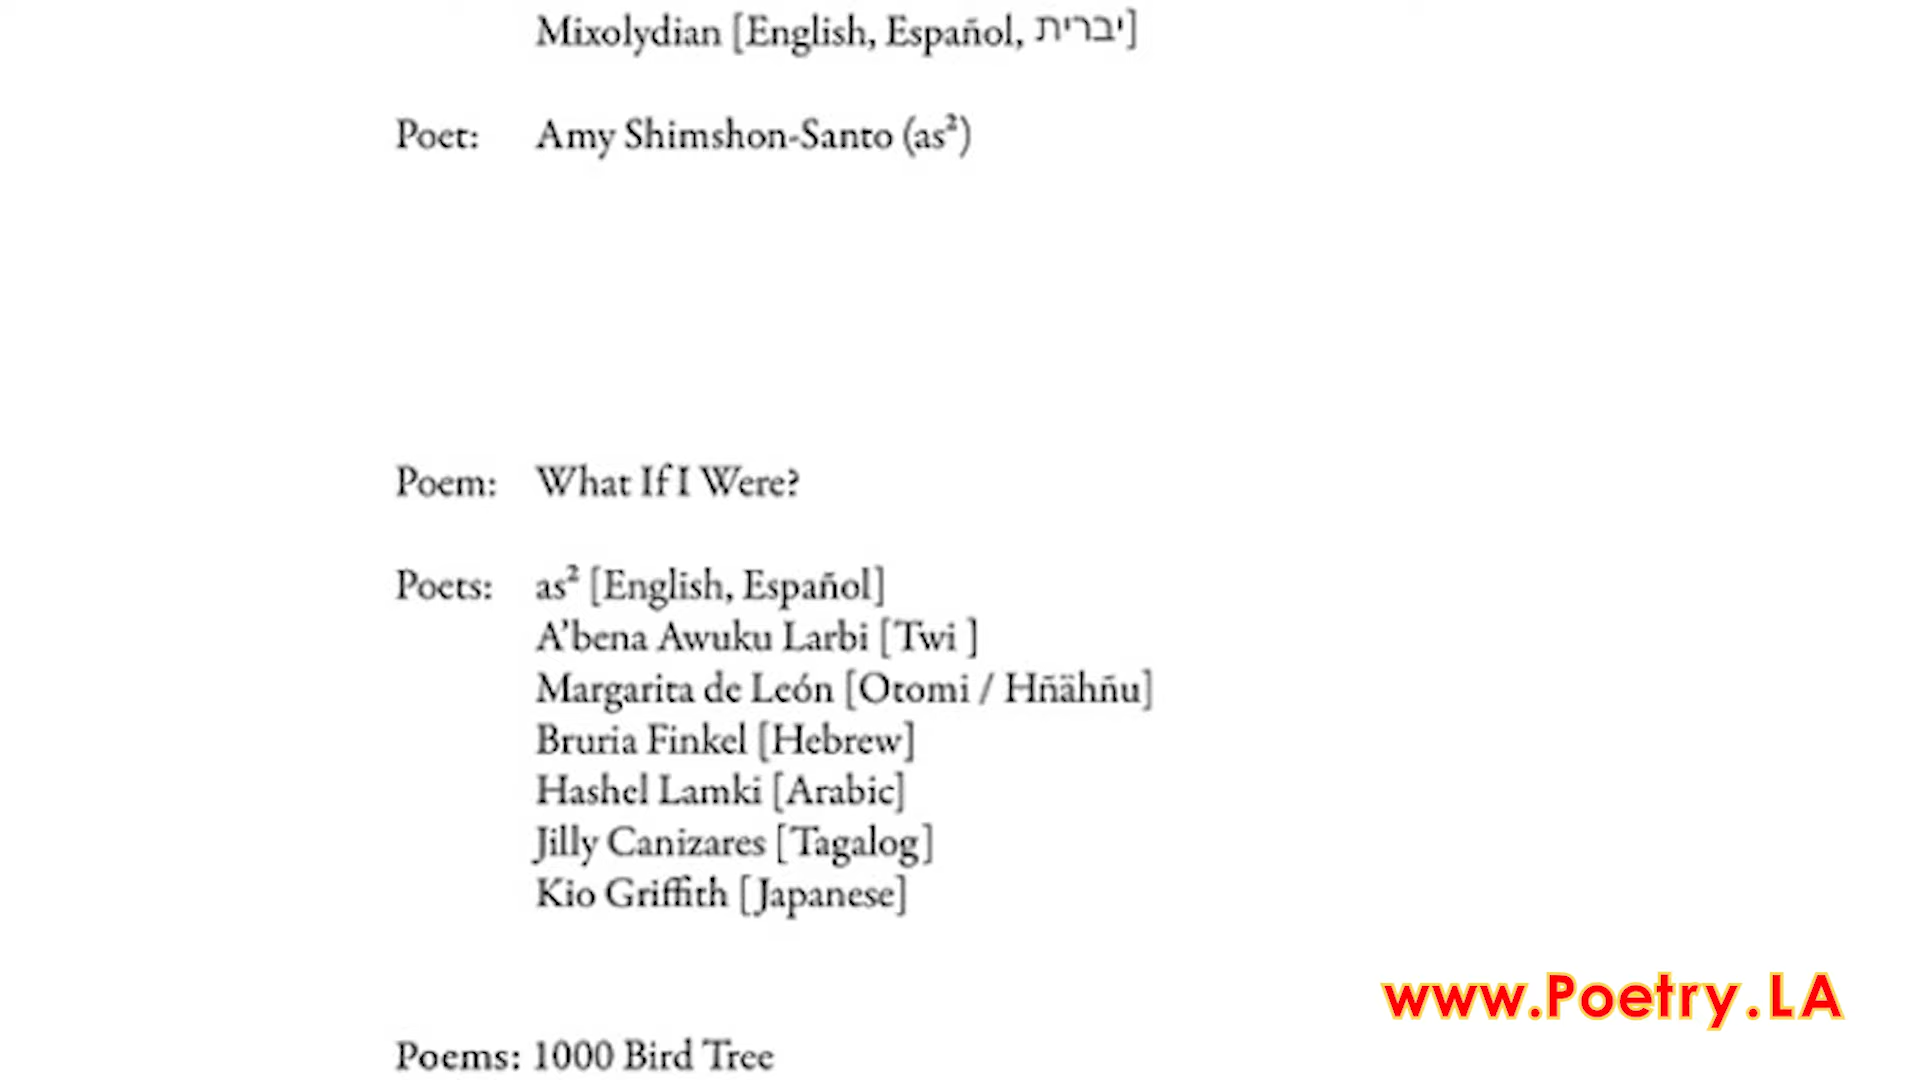 Mixolydian [English, Español, יברית]
Poet: Amy Shimshon-Santo (as²)
Poem: What If I Were?
Poets: as² [English, Español]
A’bena Awuku Larbi [Twi ]
Margarita de León [Otomi / Hñähñu]
Bruria Finkel [Hebrew]
Hashel Lamki [Arabic]
Jilly Canizares [Tagalog]
Kio Griffith [Japanese]
www.Poetry.LA
Poems: 1000 Bird Tree